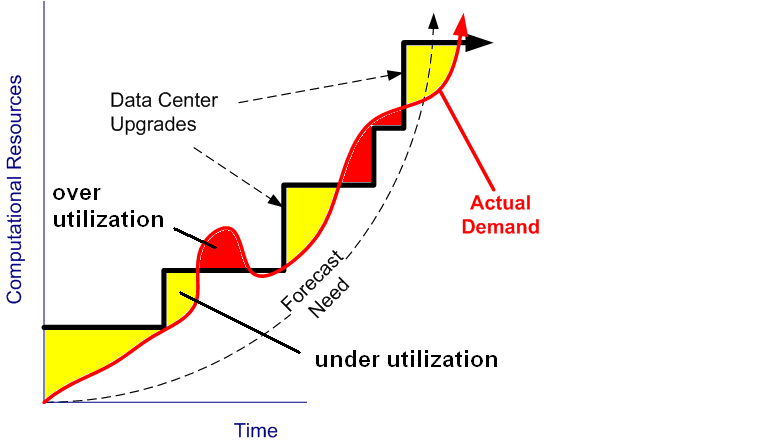 Computational Resources
Data Center
Upgrades
over
utilization
Actual
Demand
Forecast
Need
under utilization
Time